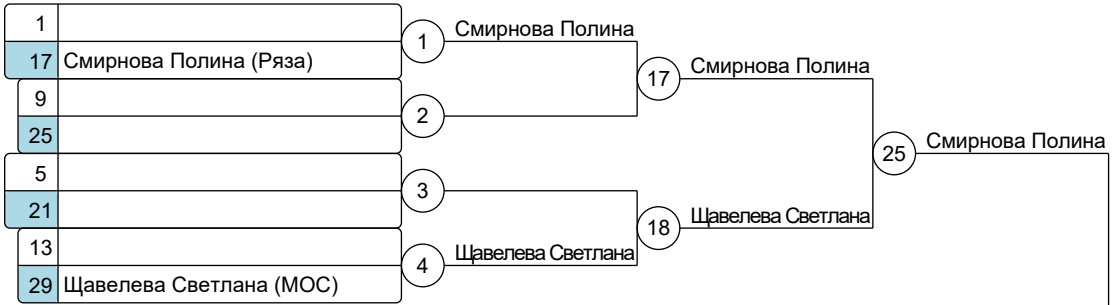 1
17 Смирнова Полина (Ряза)
9
25
5
21
13
29 Щавелева Светлана (МОС)
1 Смирнова Полина
2
3
4 Щавелева Светлана
17 Смирнова Полина
18 Щавелева Светлана
25 Смирнова Полина